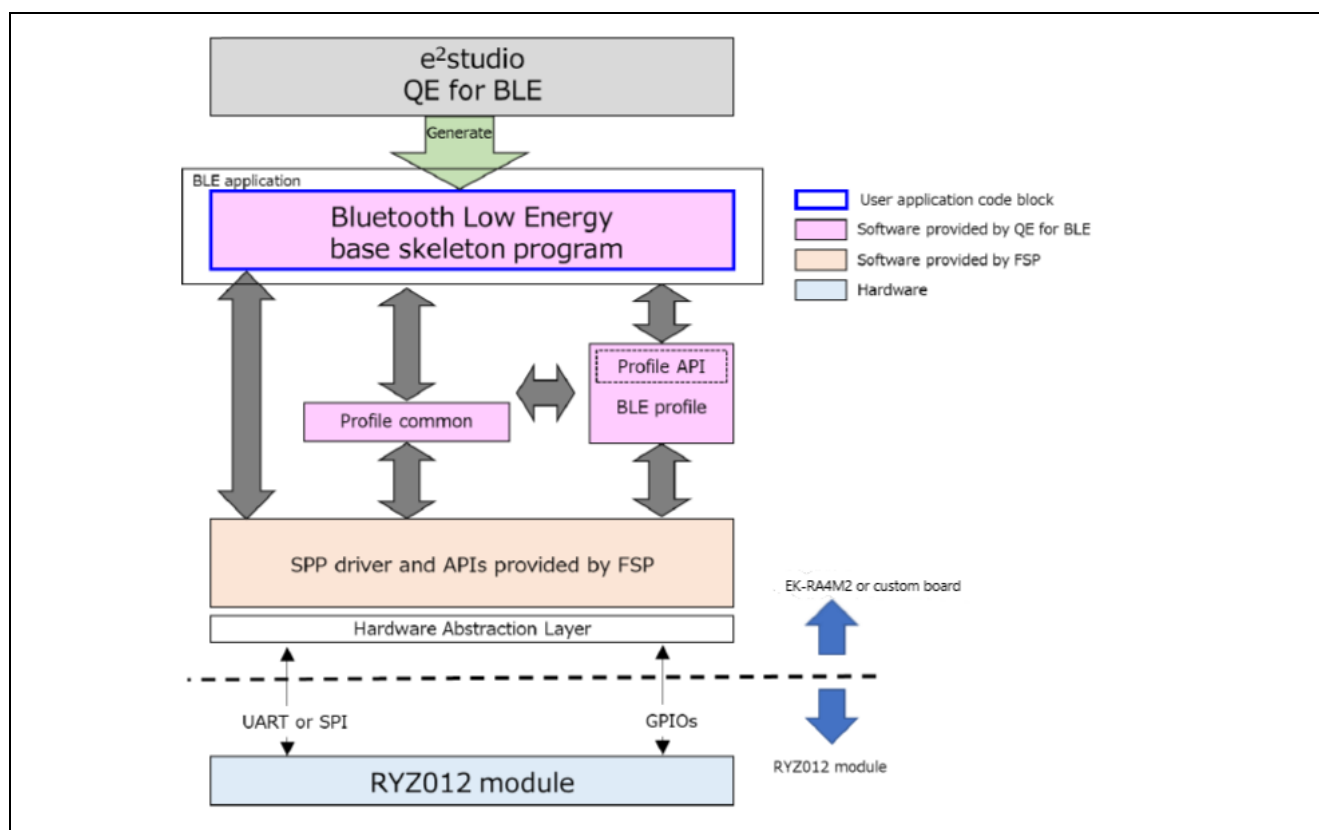 e²studio
QE for BLE
Generate
BLE application
Bluetooth Low Energy
base skeleton program
User application code block
Software provided by QE for BLE
Software provided by FSP
Hardware
Profile API
BLE profile
Profile common
SPP driver and APIs provided by FSP
EK-RA4M2 or custom board
Hardware Abstraction Layer
UART or SPI
GPIOs
RYZ012 module
RYZ012 module